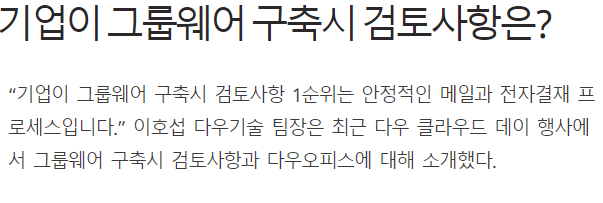 기업이 그룹웨어 구축시 검토사항은?
“기업이 그룹웨어 구축시 검토사항 1순위는 안정적인 메일과 전자결재 프
로세스입니다.” 이호섭 다우기술 팀장은 최근 다우 클라우드 데이 행사에
서 그룹웨어 구축시 검토사항과 다우오피스에 대해 소개했다.